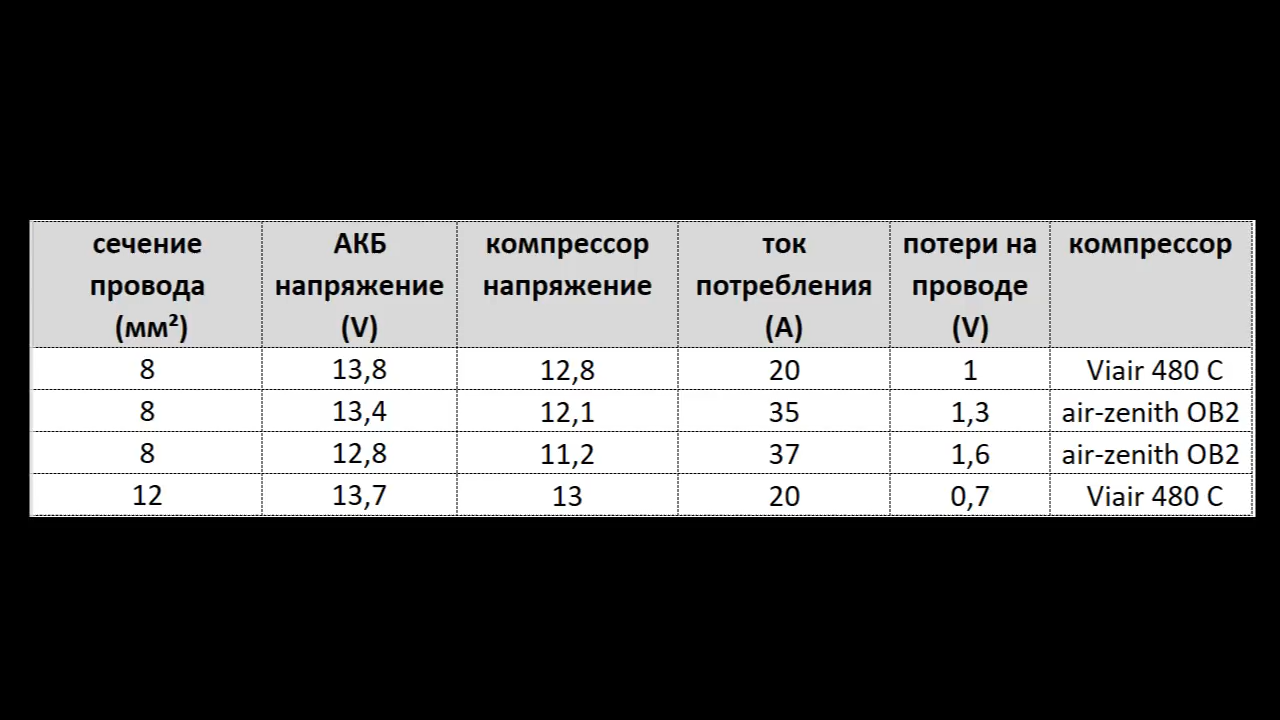 сечение провода (мм²) АКБ напряжение (V) компрессор напряжение ток потребления (А) потери на проводе (V) компрессор
8 13,8 12,8 20 1 Viair 480 C
8 13,4 12,1 35 1,3 air-zenith OB2
8 12,8 11,2 37 1,6 air-zenith OB2
12 13,7 13 20 0,7 Viair 480 C